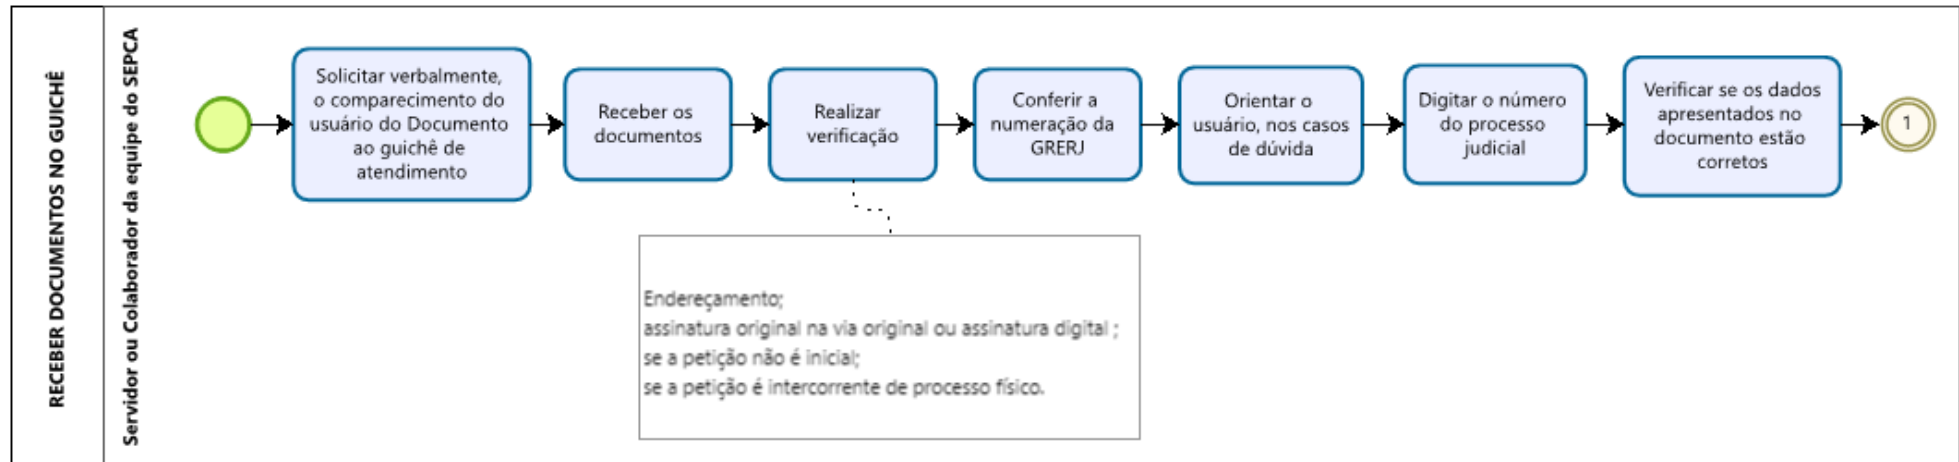 RECEBER DOCUMENTOS NO GUICHÊ
Servidor ou Colaborador da equipe do SEPCA
Solicitar verbalmente,
o comparecimento do
usuário do Documento
ao guichê de
atendimento
Receber os
documentos
Realizar
verificação
Conferir a
numeração da
GRERJ
Orientar o
usuário, nos casos
de dúvida
Digitar o número
do processo
judicial
Verificar se os dados
apresentados no
documento estão
corretos
1
Endereçamento;
assinatura original na via original ou assinatura digital ;
se a petição não é inicial;
se a petição é intercorrente de processo físico.